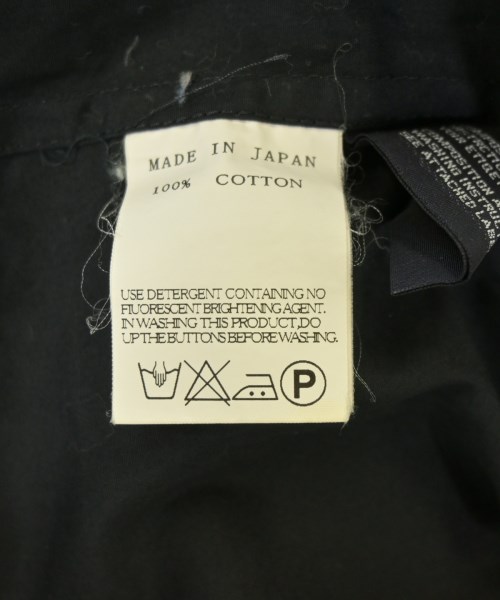 MADE IN JAPAN
100% COTTON
USE DETERGENT CONTAINING NO
FLUORESCENT BRIGHTENING AGENT.
IN WASHING THIS PRODUCT,DO
UP THE BUTTONS BEFORE WASHING.
P